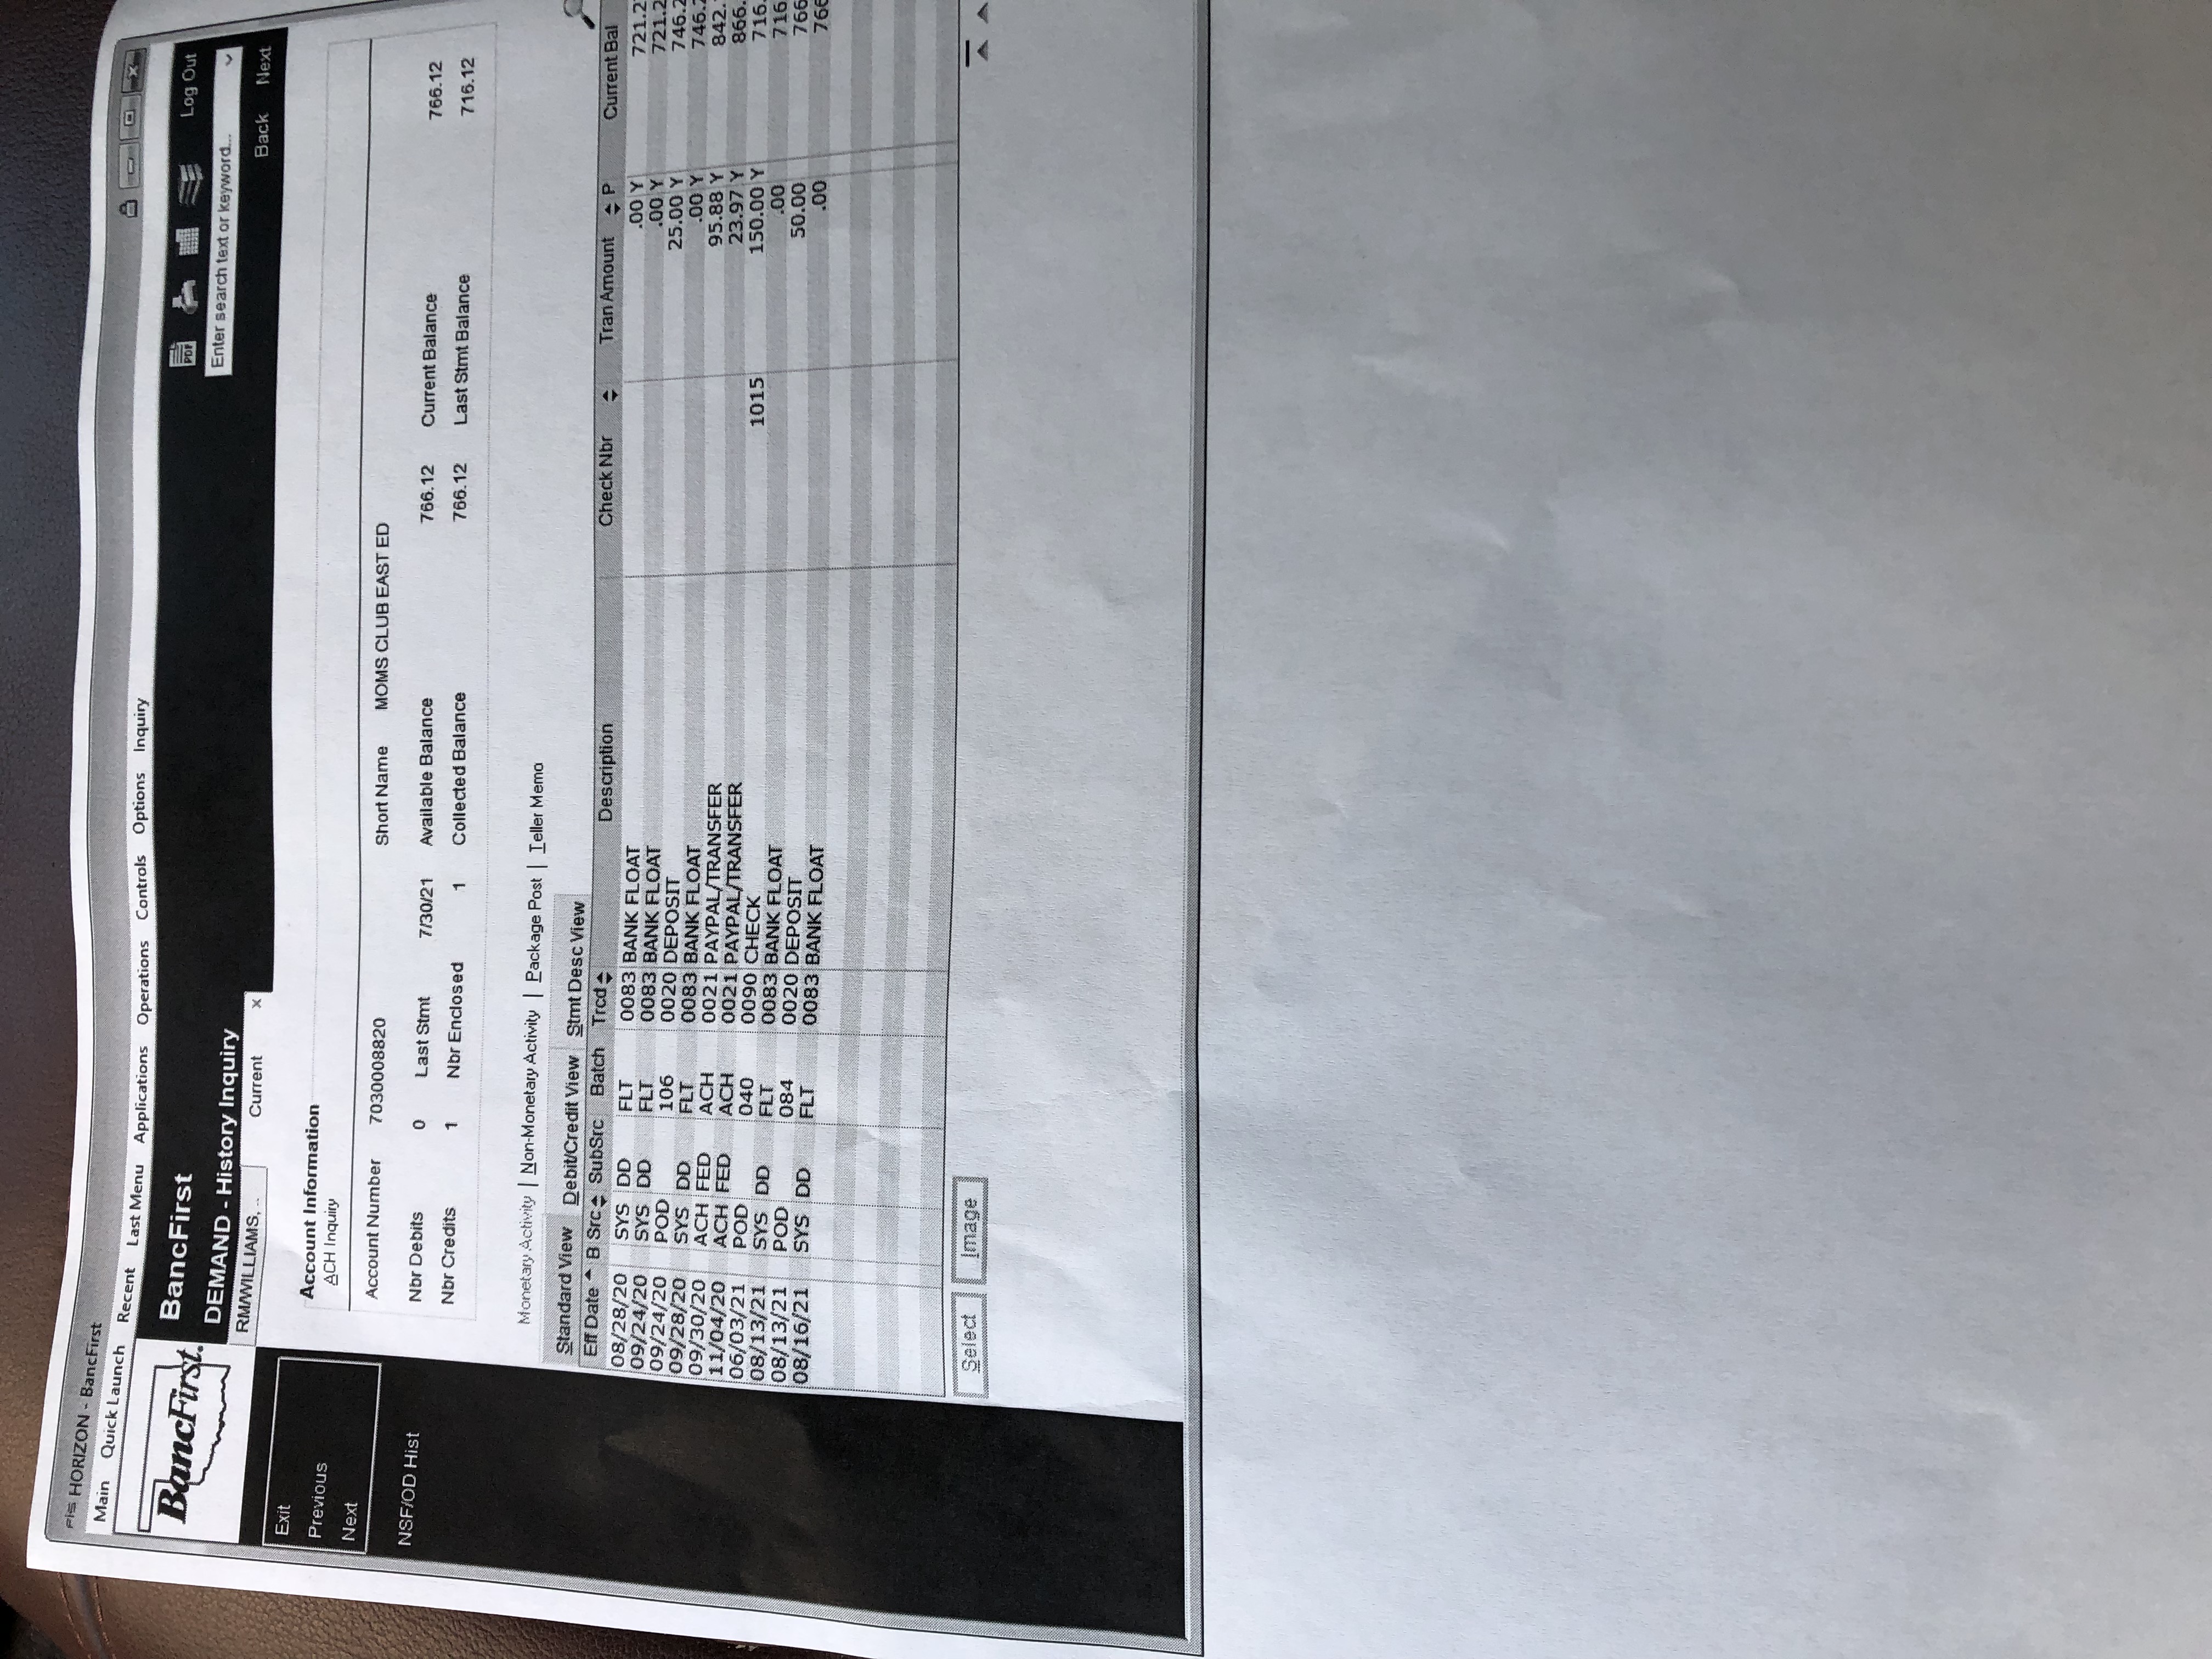 FIS HORIZON - BancFirst
Main Quick Launch Recent Last Menu Applications Operations Controls Options Inquiry
BancFirst.
BancFirst
PDF Log Out
DEMAND - History Inquiry
Enter search text or keyword...
RM/WILLIAMS, .. Current x
Back Next
Exit
Previous
Next
NSF/OD Hist
Account Information
ACH Inquiry
Account Number 7030008820 Short Name MOMS CLUB EAST ED
Nbr Debits 0 Last Stmt 7/30/21 Available Balance 766.12 Current Balance 766.12
Nbr Credits 1 Nbr Enclosed 1 Collected Balance 766.12 Last Stmt Balance 716.12
Monetary Activity | Non-Monetary Activity | Package Post | Teller Memo
Standard View Debit/Credit View Stmt Desc View
Eff Date B Src SubSrc Batch Trcd Description Check Nbr Tran Amount P Current Bal
08/28/20 SYS DD FLT 0083 BANK FLOAT .00 Y 721.2
09/24/20 SYS DD FLT 0083 BANK FLOAT .00 Y 721.2
09/24/20 POD 106 0020 DEPOSIT 25.00 Y 746.2
09/28/20 SYS DD FLT 0083 BANK FLOAT .00 Y 746.2
09/30/20 ACH FED ACH 0021 PAYPAL/TRANSFER 95.88 Y 842.
11/04/20 ACH FED ACH 0021 PAYPAL/TRANSFER 23.97 Y 866.
06/03/21 POD 040 0090 CHECK 1015 150.00 Y 716.
08/13/21 SYS DD FLT 0083 BANK FLOAT .00 716
08/13/21 POD 084 0020 DEPOSIT 50.00 766
08/16/21 SYS DD FLT 0083 BANK FLOAT .00 766
Select Image